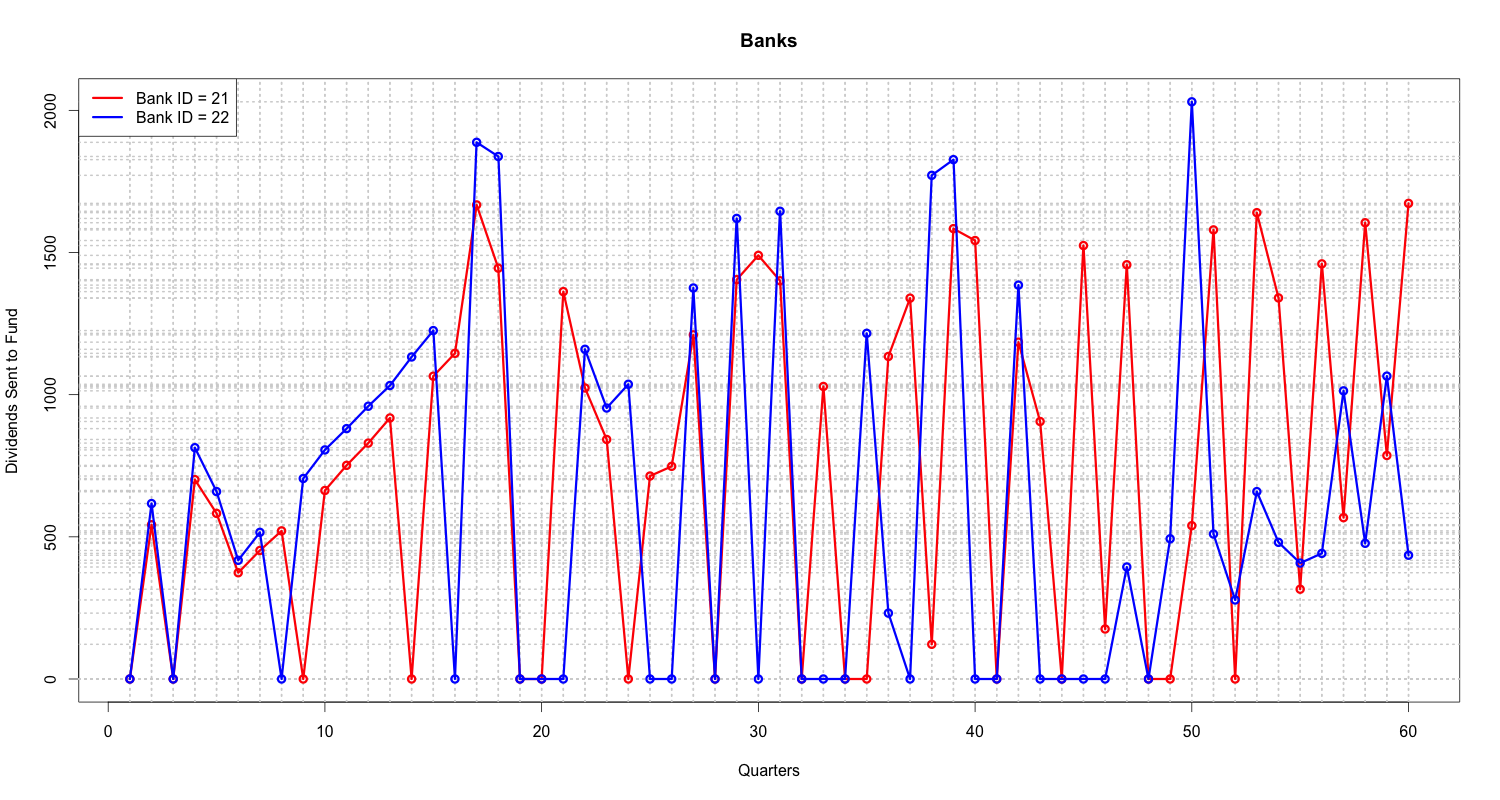 Banks
Bank ID = 21
Bank ID = 22
Dividends Sent to Fund
2000
1500
1000
500
0
0 10 20 30 40 50 60
Quarters